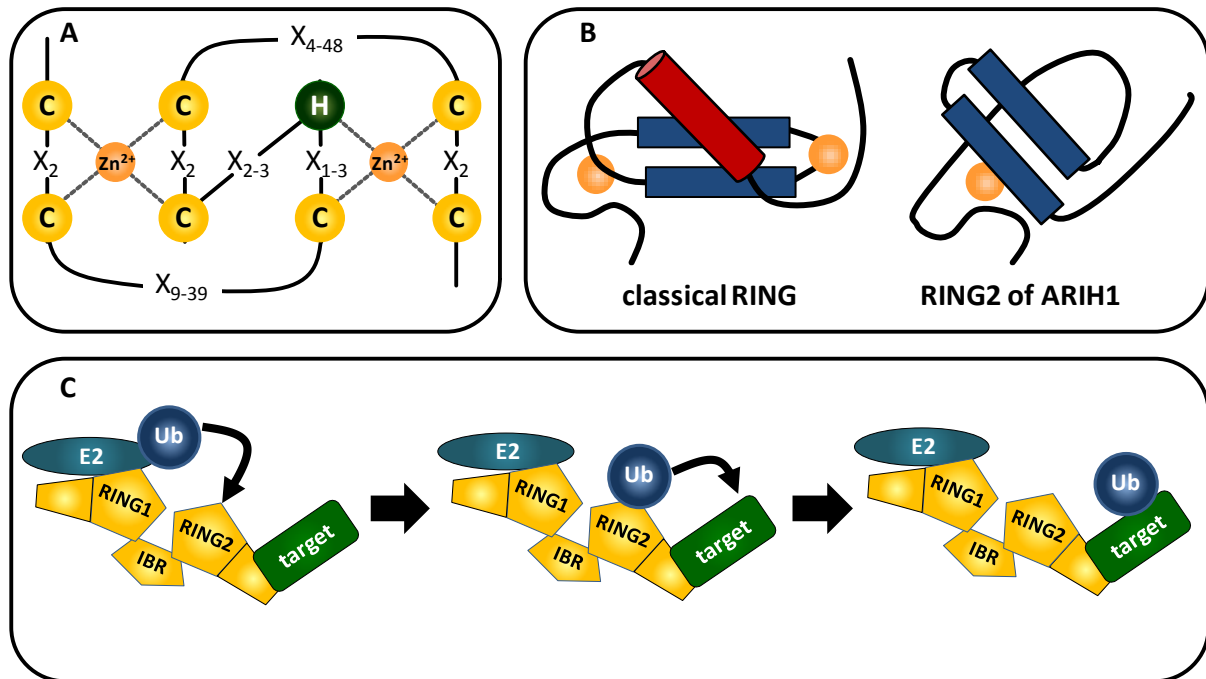 A
X4-48
C
C
H
C
X2
Zn2+
X2
X2-3
X1-3
Zn2+
X2
C
C
C
C
X9-39
B
classical RING
RING2 of ARIH1
C
Ub
E2
RING1
RING2
IBR
target
E2
Ub
RING1
RING2
IBR
target
E2
Ub
RING1
RING2
IBR
target